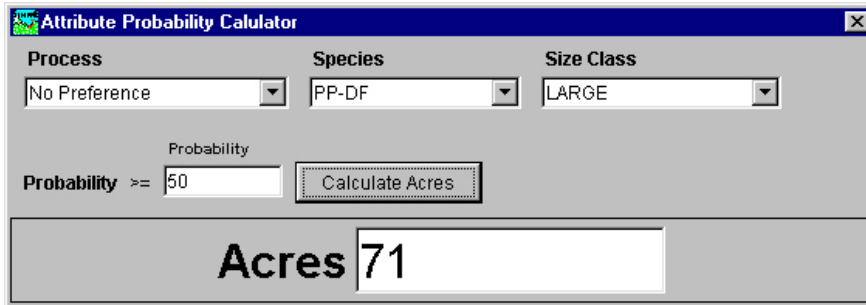 Attribute Probability Calulator
Process Species Size Class
No Preference PP-DF LARGE
Probability
Probability >= 50 Calculate Acres
Acres 71